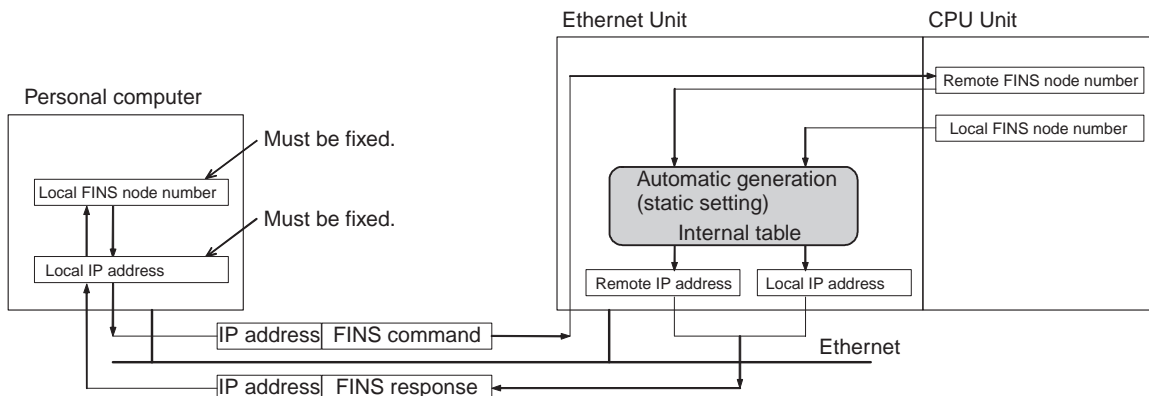 Ethernet Unit
CPU Unit
Remote FINS node number
Personal computer
Local FINS node number
Must be fixed.
Local FINS node number
Automatic generation
(static setting)
Internal table
Must be fixed.
Local IP address
Remote IP address
Local IP address
IP address FINS command
Ethernet
IP address FINS response